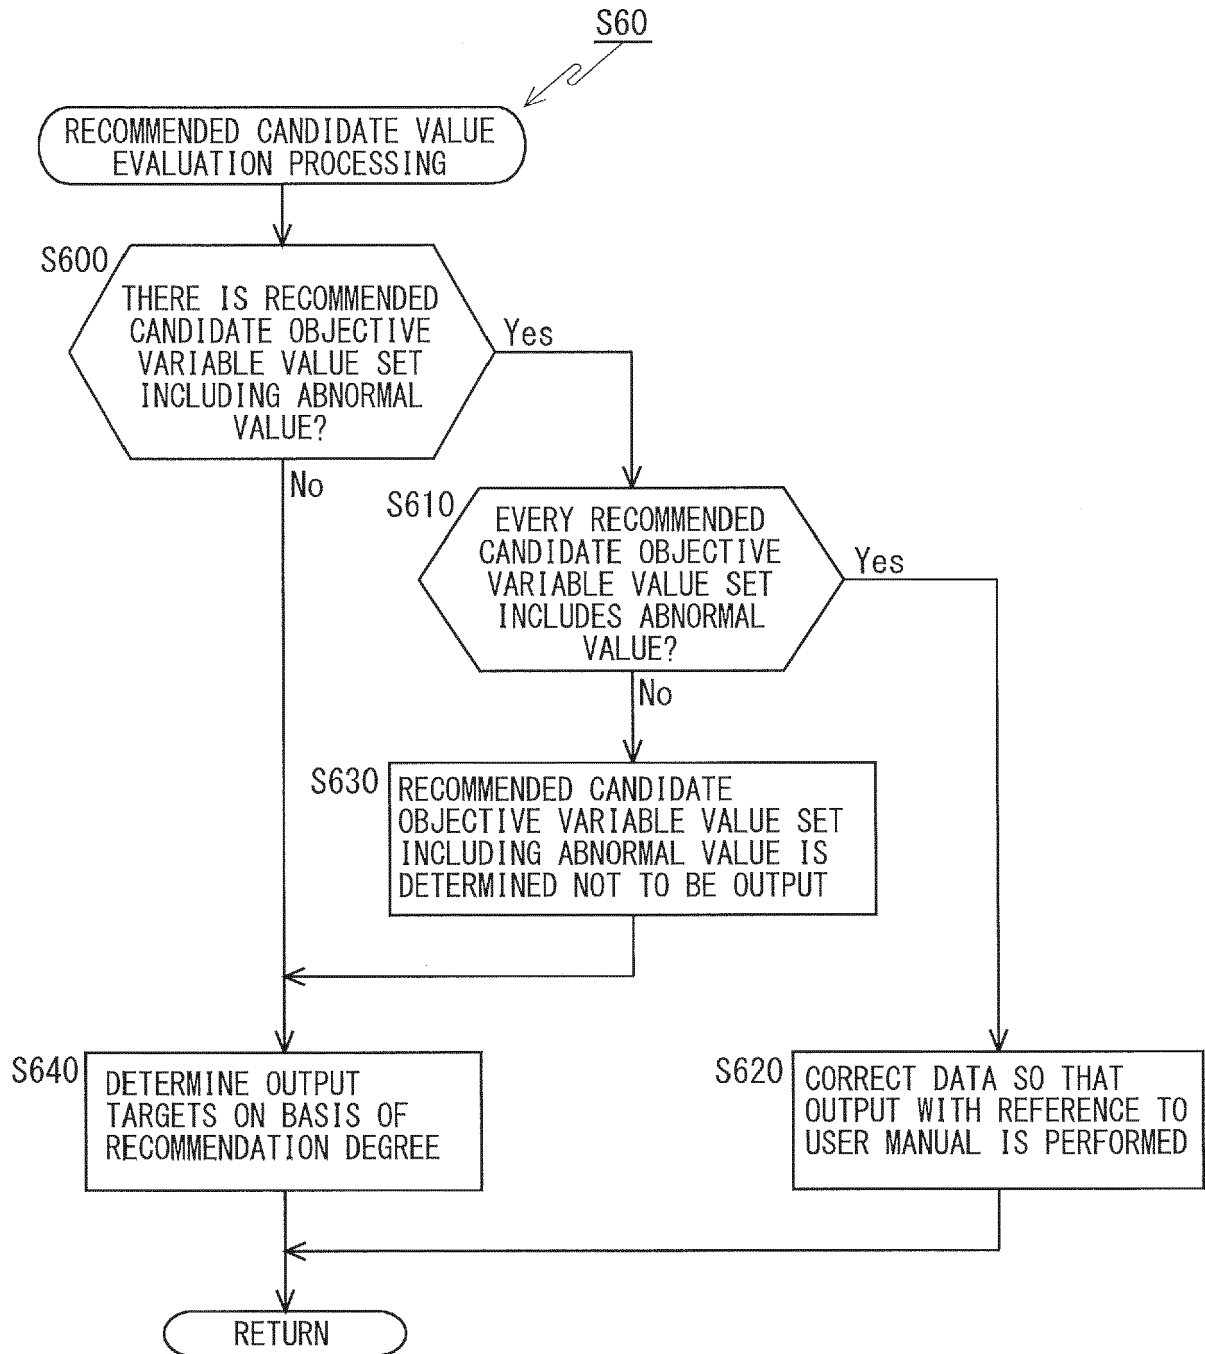 S60
RECOMMENDED CANDIDATE VALUE
EVALUATION PROCESSING
S600
THERE IS RECOMMENDED
CANDIDATE OBJECTIVE
VARIABLE VALUE SET
INCLUDING ABNORMAL
VALUE?
Yes
No
S610
EVERY RECOMMENDED
CANDIDATE OBJECTIVE
VARIABLE VALUE SET
INCLUDES ABNORMAL
VALUE?
Yes
No
S630
RECOMMENDED CANDIDATE
OBJECTIVE VARIABLE VALUE SET
INCLUDING ABNORMAL VALUE IS
DETERMINED NOT TO BE OUTPUT
S640
DETERMINE OUTPUT
TARGETS ON BASIS OF
RECOMMENDATION DEGREE
S620
CORRECT DATA SO THAT
OUTPUT WITH REFERENCE TO
USER MANUAL IS PERFORMED
RETURN